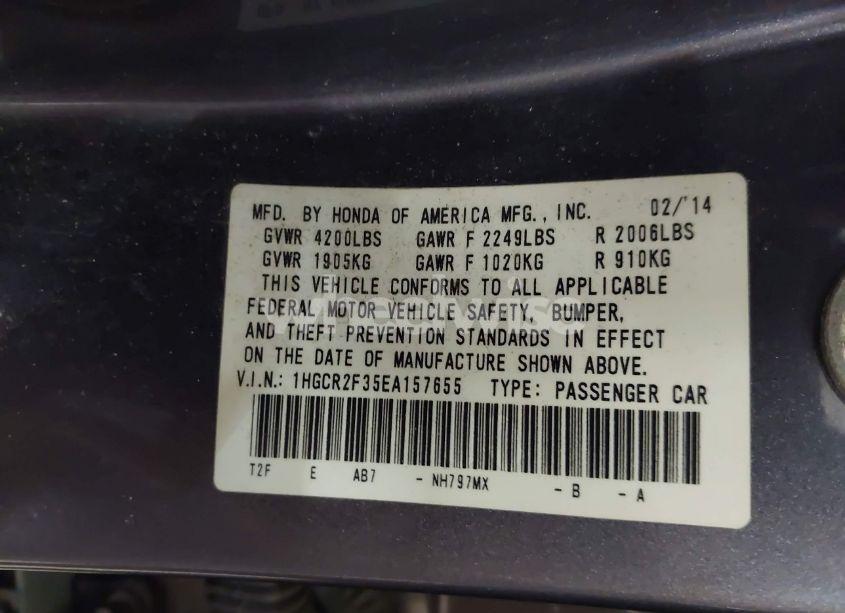 MFD. BY HONDA OF AMERICA MFG., INC. 02/'14
GVWR 4200LBS GAWR F 2249LBS R 2006LBS
GVWR 1905KG GAWR F 1020KG R 910KG
THIS VEHICLE CONFORMS TO ALL APPLICABLE
FEDERAL MOTOR VEHICLE SAFETY, BUMPER,
AND THEFT PREVENTION STANDARDS IN EFFECT
ON THE DATE OF MANUFACTURE SHOWN ABOVE.
V.I.N.: 1HGCR2F35EA157655 TYPE: PASSENGER CAR
T2F E AB7 - NH797MX - B - A